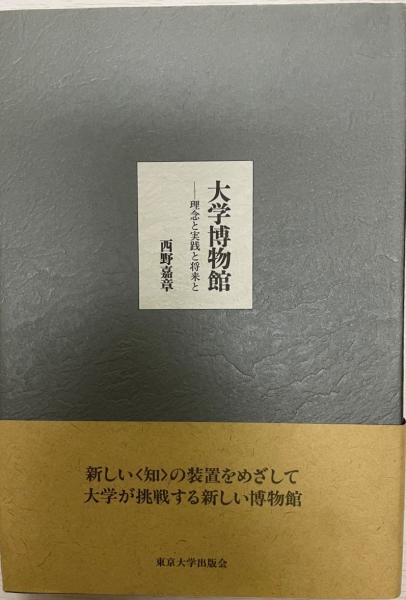 大学博物館
──理念と実践と将来と
西野嘉章
新しい〈知〉の装置をめざして
大学が挑戦する新しい博物館
東京大学出版会